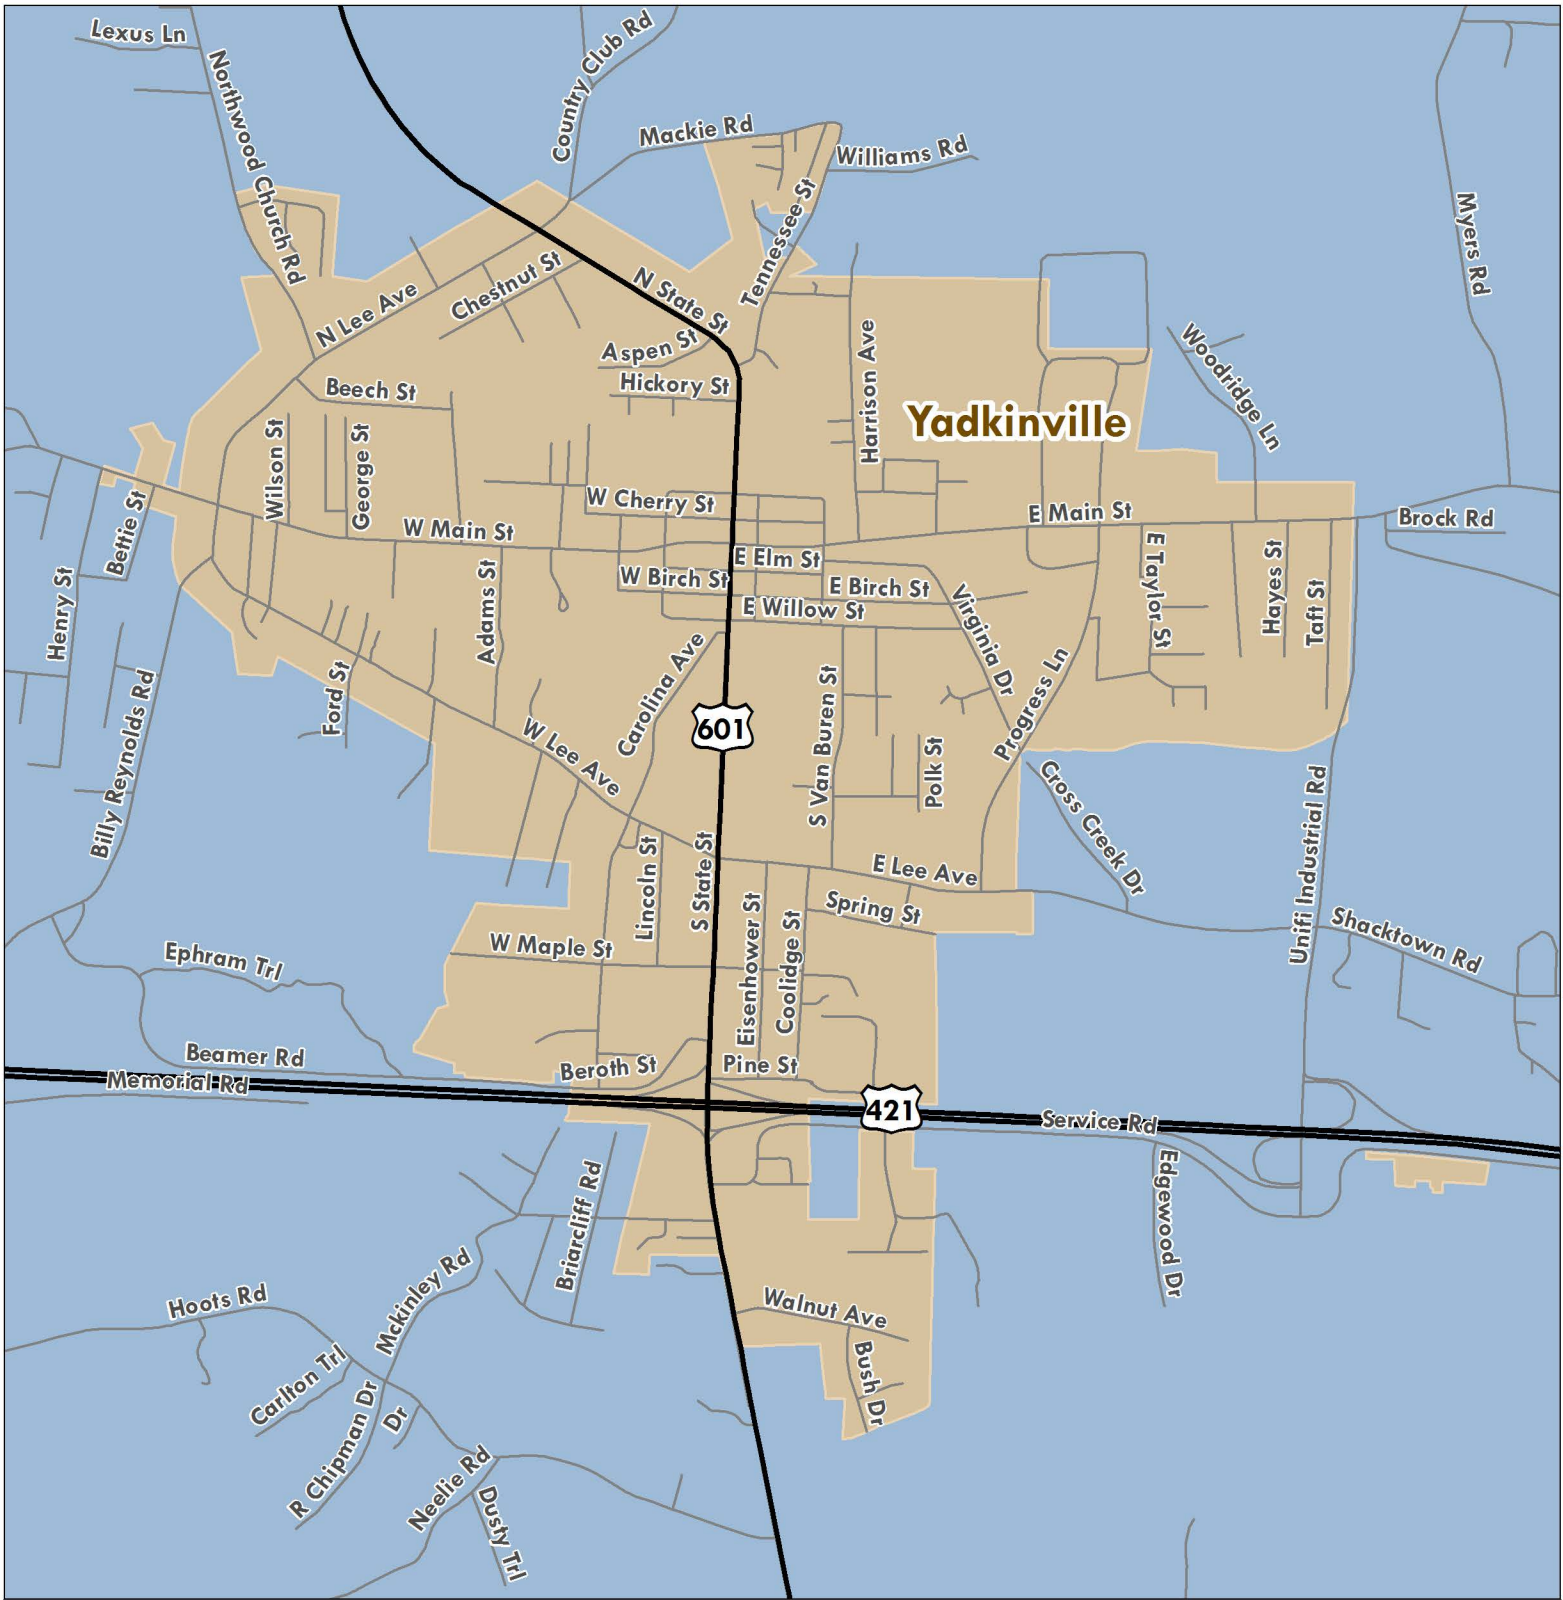 Lexus Ln
Country Club Rd
Northwood Church Rd
Mackie Rd
Williams Rd
Tennessee St
Myers Rd
Chestnut St
N Lee Ave
N State St
Aspen St
Hickory St
Harrison Ave
Woodridge Ln
Beech St
Yadkinville
Wilson St
George St
W Cherry St
W Main St
E Main St
Brock Rd
Bettie St
Henry St
Adams St
E Elm St
W Birch St
E Birch St
E Willow St
Virginia Dr
E Taylor St
Hayes St
Taft St
Billy Reynolds Rd
Ford St
Carolina Ave
W Lee Ave
601
S Van Buren St
Polk St
Progress Ln
Cross Creek Dr
Unifi Industrial Rd
Lincoln St
S State St
E Lee Ave
Spring St
Eisenhower St
Coolidge St
Shacktown Rd
W Maple St
Ephram Trl
Beamer Rd
Memorial Rd
Beroth St
Pine St
421
Service Rd
Edgewood Dr
Briarcliff Rd
Mckinley Rd
Hoots Rd
Walnut Ave
Bush Dr
Carlton Trl
R Chipman Dr
Dr
Neelie Rd
Dusty Trl